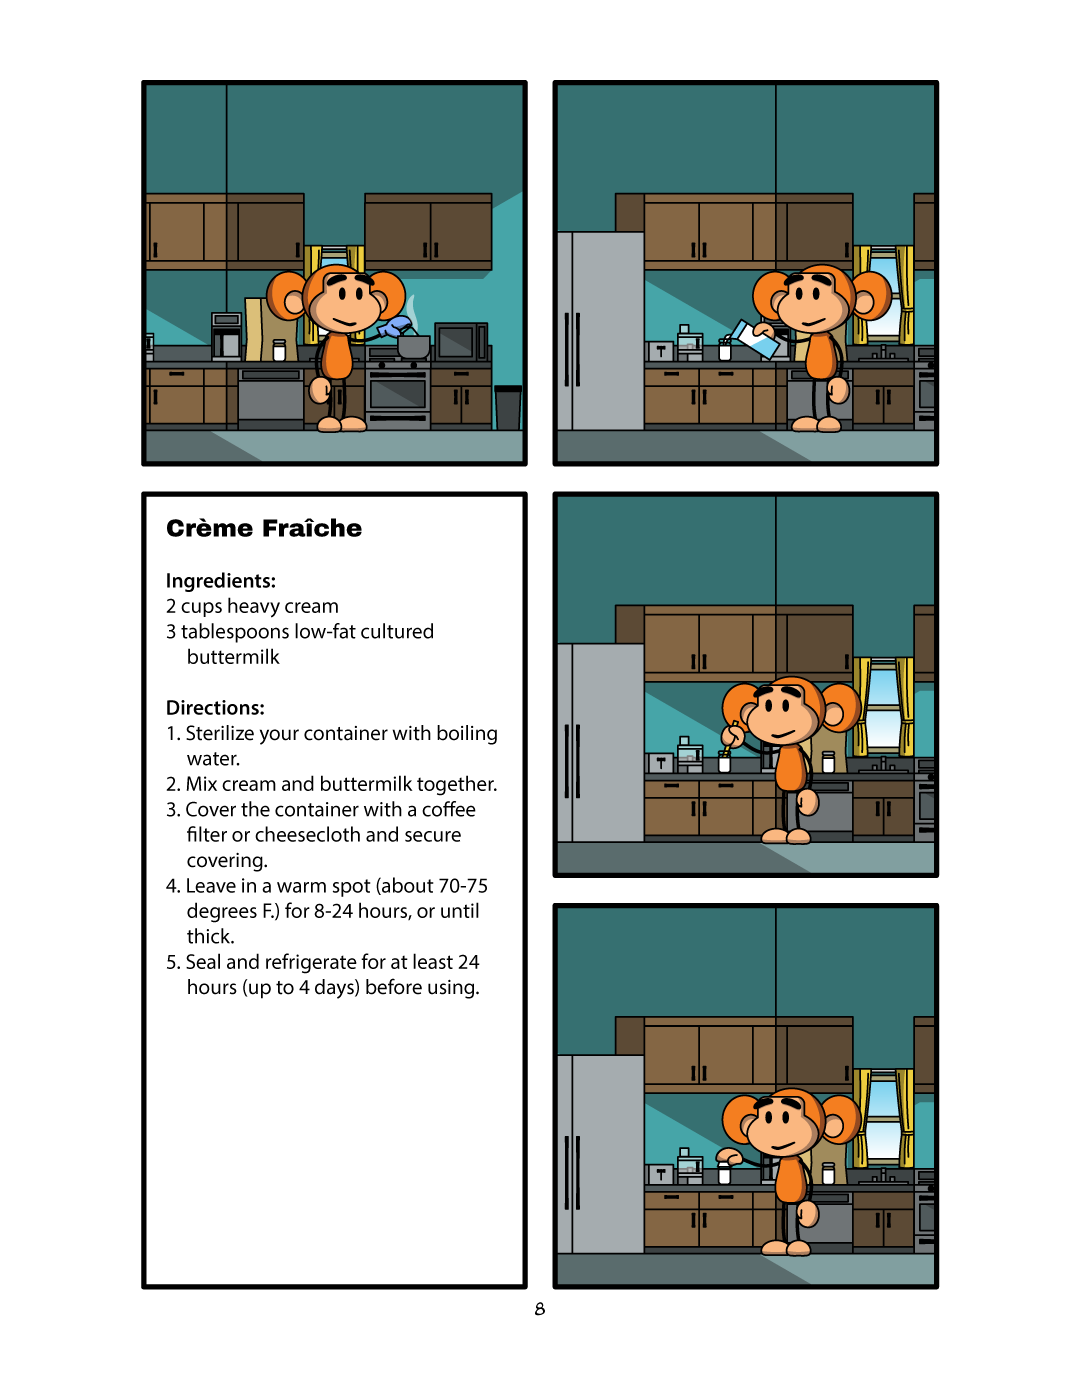 Crème Fraîche
Ingredients:
2 cups heavy cream
3 tablespoons low-fat cultured
buttermilk
Directions:
1. Sterilize your container with boiling
water.
2. Mix cream and buttermilk together.
3. Cover the container with a coffee
filter or cheesecloth and secure
covering.
4. Leave in a warm spot (about 70-75
degrees F.) for 8-24 hours, or until
thick.
5. Seal and refrigerate for at least 24
hours (up to 4 days) before using.
8